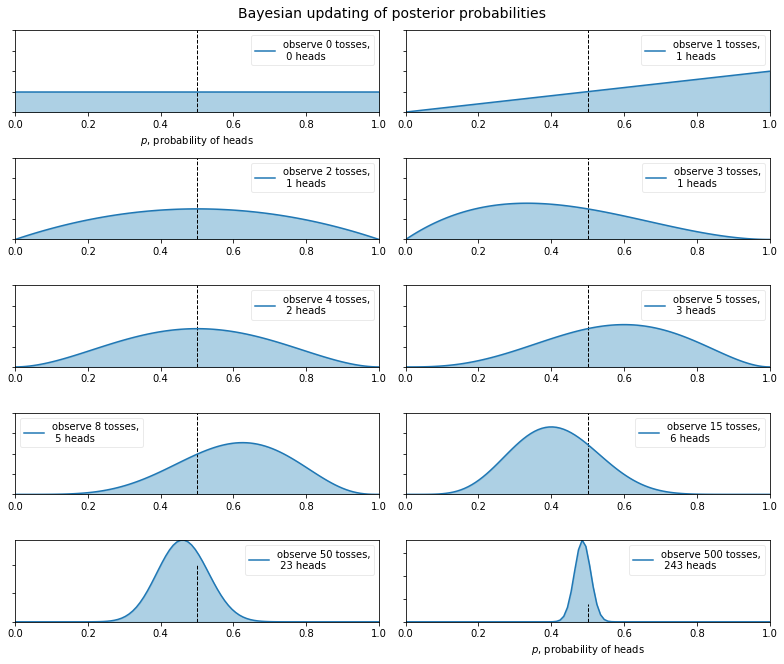 Bayesian updating of posterior probabilities
observe 0 tosses,
0 heads
0.0 0.2 0.4 0.6 0.8 1.0
p, probability of heads
observe 1 tosses,
1 heads
0.0 0.2 0.4 0.6 0.8 1.0
observe 2 tosses,
1 heads
0.0 0.2 0.4 0.6 0.8 1.0
observe 3 tosses,
1 heads
0.0 0.2 0.4 0.6 0.8 1.0
observe 4 tosses,
2 heads
0.0 0.2 0.4 0.6 0.8 1.0
observe 5 tosses,
3 heads
0.0 0.2 0.4 0.6 0.8 1.0
observe 8 tosses,
5 heads
0.0 0.2 0.4 0.6 0.8 1.0
observe 15 tosses,
6 heads
0.0 0.2 0.4 0.6 0.8 1.0
observe 50 tosses,
23 heads
0.0 0.2 0.4 0.6 0.8 1.0
observe 500 tosses,
243 heads
0.0 0.2 0.4 0.6 0.8 1.0
p, probability of heads